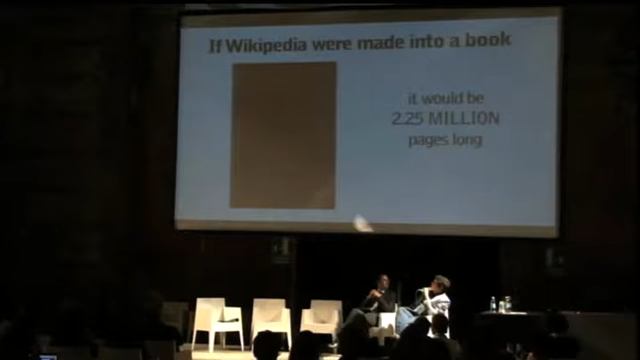 If Wikipedia were made into a book
it would be
2.25 MILLION
pages long